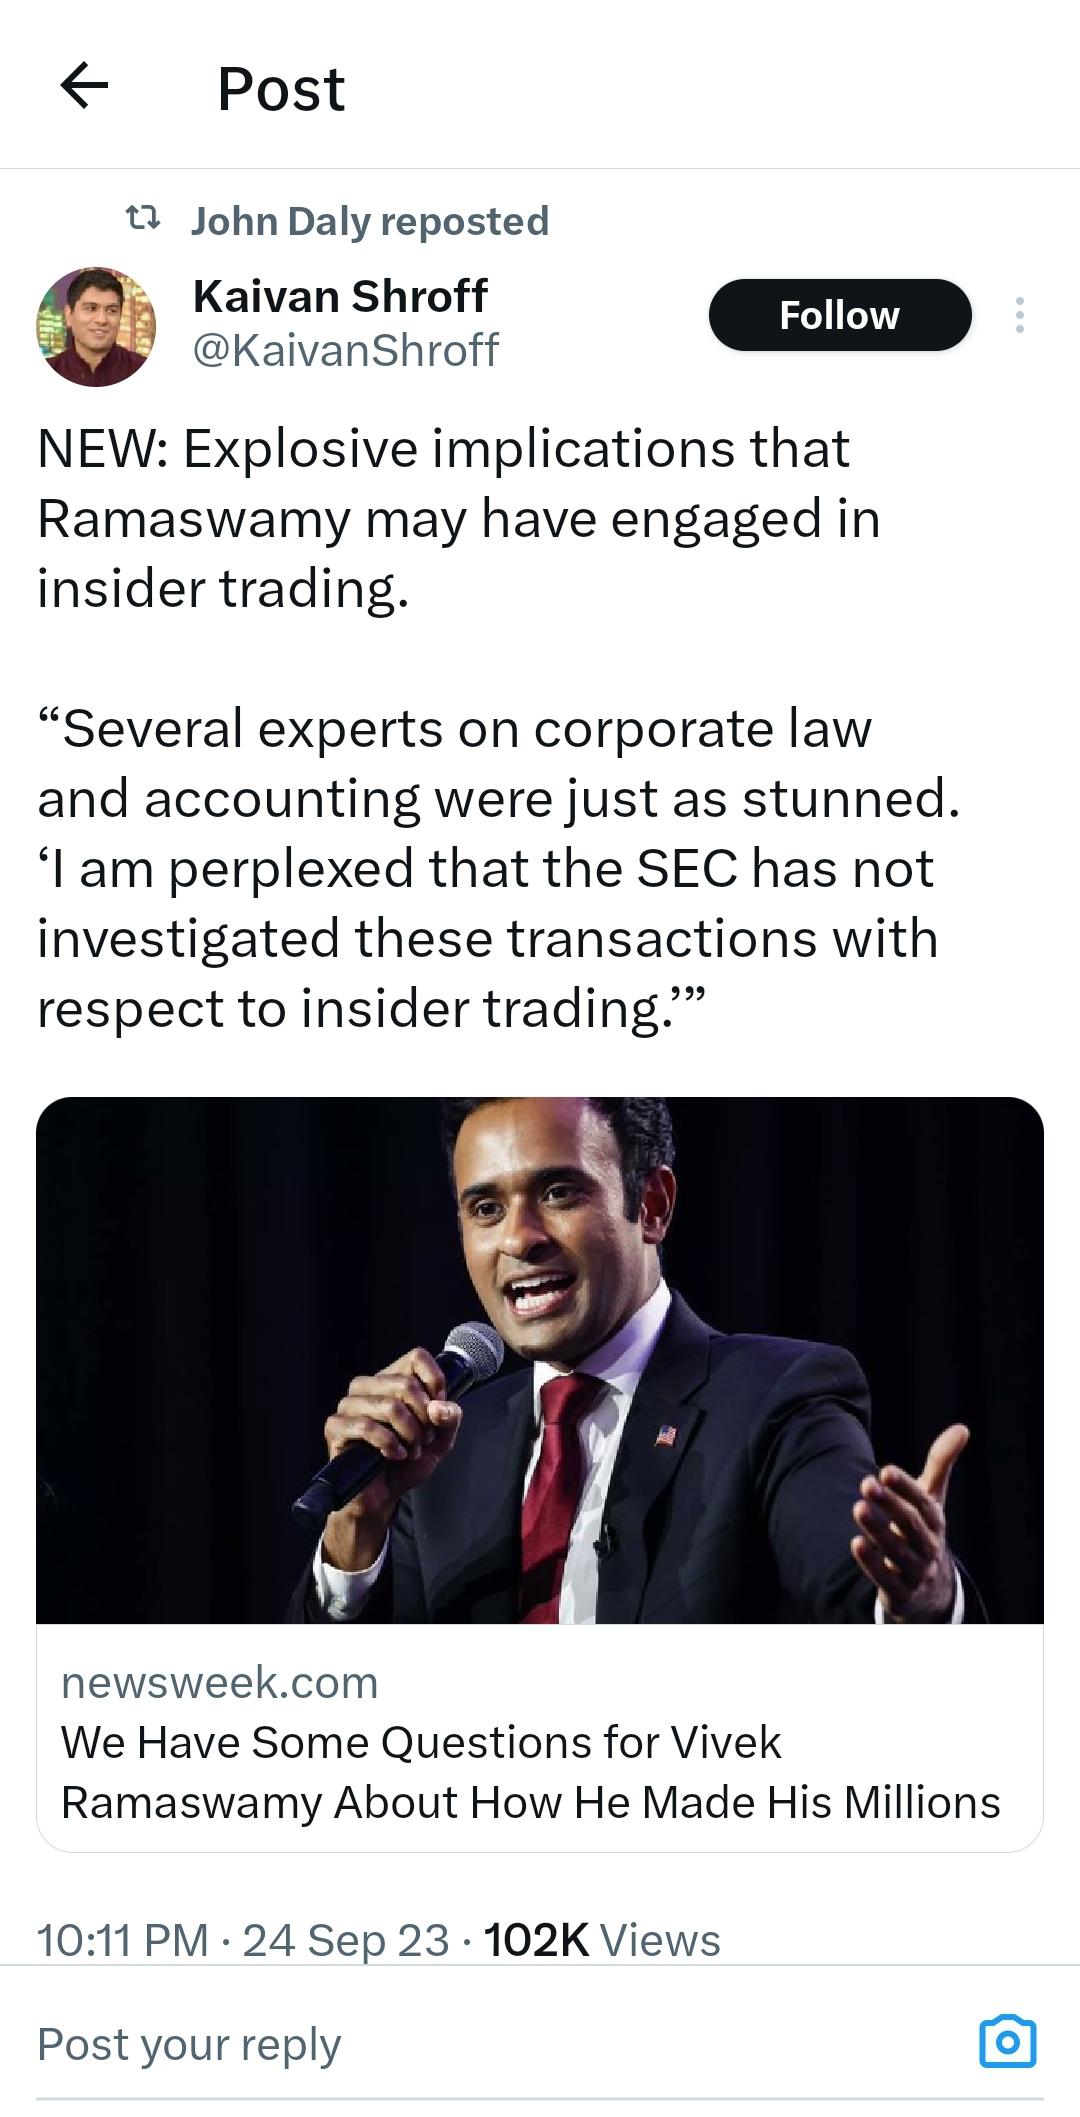 Post
John Daly reposted
Kaivan Shroff
@KaivanShroff
Follow
NEW: Explosive implications that
Ramaswamy may have engaged in
insider trading.
“Several experts on corporate law
and accounting were just as stunned.
‘I am perplexed that the SEC has not
investigated these transactions with
respect to insider trading.’”
newsweek.com
We Have Some Questions for Vivek
Ramaswamy About How He Made His Millions
10:11 PM · 24 Sep 23 · 102K Views
Post your reply